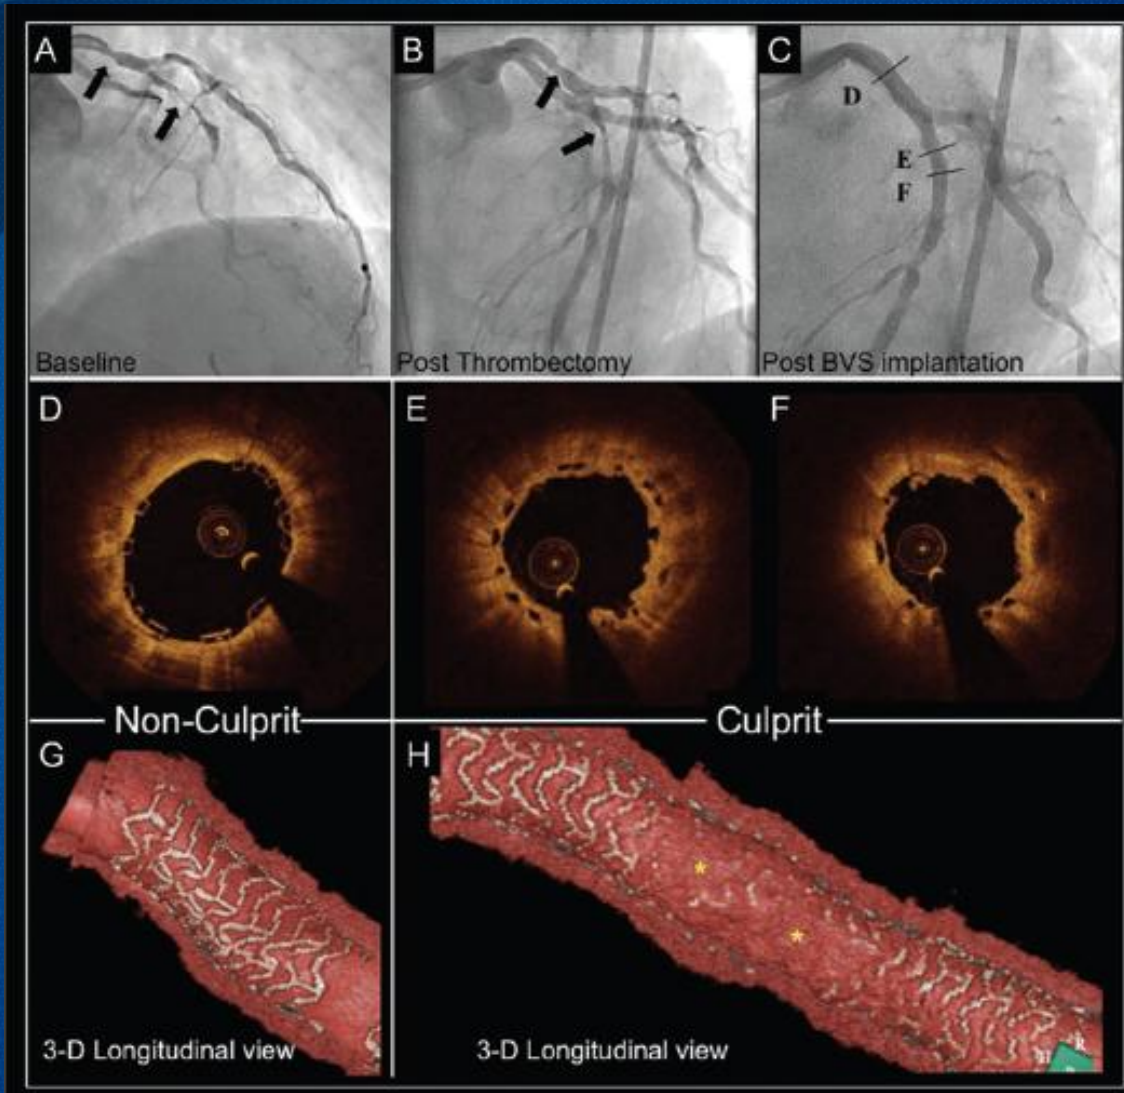 A
B
C
D
E
F
Baseline
Post Thrombectomy
Post BVS implantation
D
E
F
Non-Culprit
Culprit
G
H
*
*
3-D Longitudinal view
3-D Longitudinal view
R